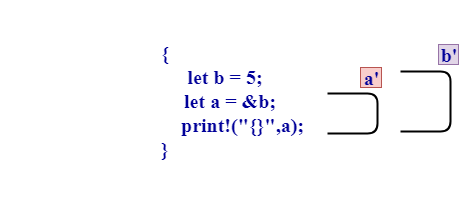 {
b'
let b = 5;
a'
let a = &b;
print!("{}",a);
}